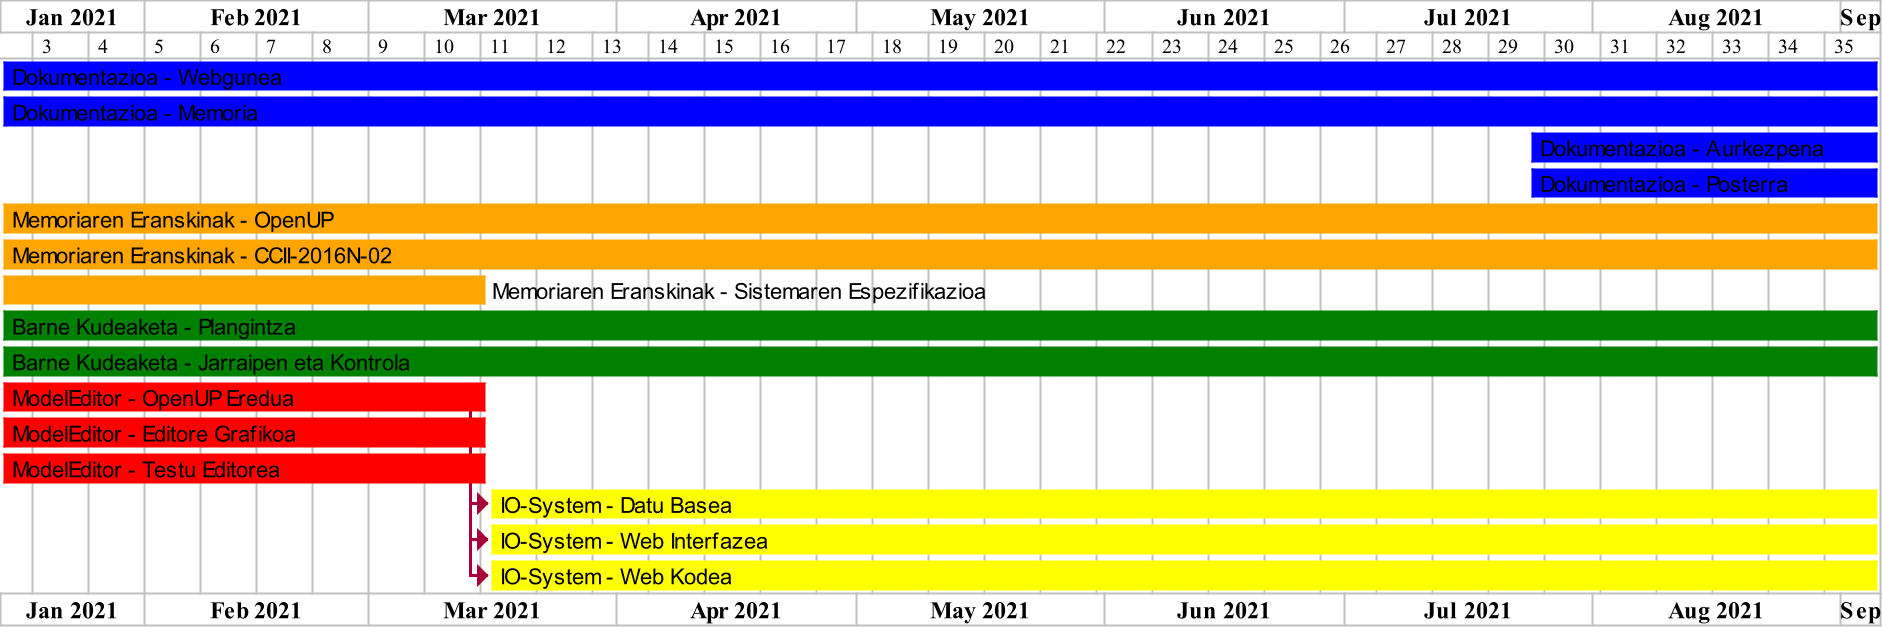 Jan 2021 Feb 2021 Mar 2021 Apr 2021 May 2021 Jun 2021 Jul 2021 Aug 2021 Sep
3 4 5 6 7 8 9 10 11 12 13 14 15 16 17 18 19 20 21 22 23 24 25 26 27 28 29 30 31 32 33 34 35
Dokumentazioa - Webgunea
Dokumentazioa - Memoria
Dokumentazioa - Aurkezpena
Dokumentazioa - Posterra
Memoriaren Eranskinak - OpenUP
Memoriaren Eranskinak - CCII-2016N-02
Memoriaren Eranskinak - Sistemaren Espezifikazioa
Barne Kudeaketa - Plangintza
Barne Kudeaketa - Jarraipen eta Kontrola
ModelEditor - OpenUP Eredua
ModelEditor - Editore Grafikoa
ModelEditor - Testu Editorea
IO-System - Datu Basea
IO-System - Web Interfazea
IO-System - Web Kodea
Jan 2021 Feb 2021 Mar 2021 Apr 2021 May 2021 Jun 2021 Jul 2021 Aug 2021 Sep